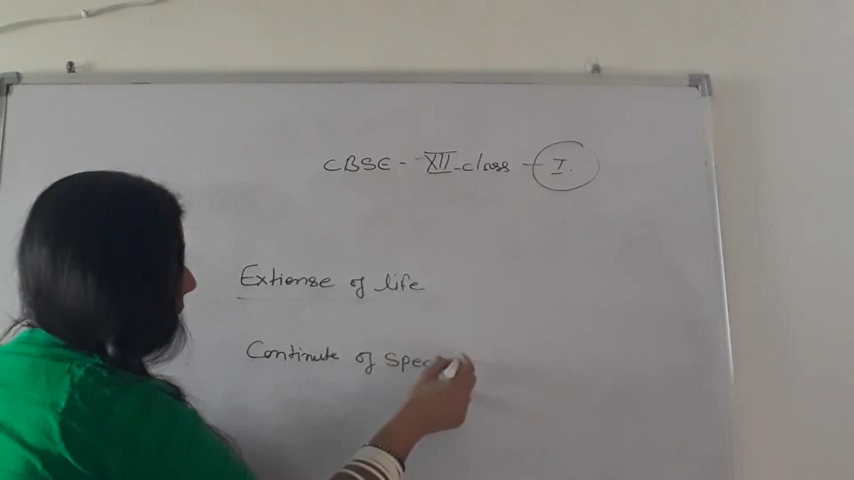 CBSE - XII - class - I.
Extionse of life
Continute of Spec